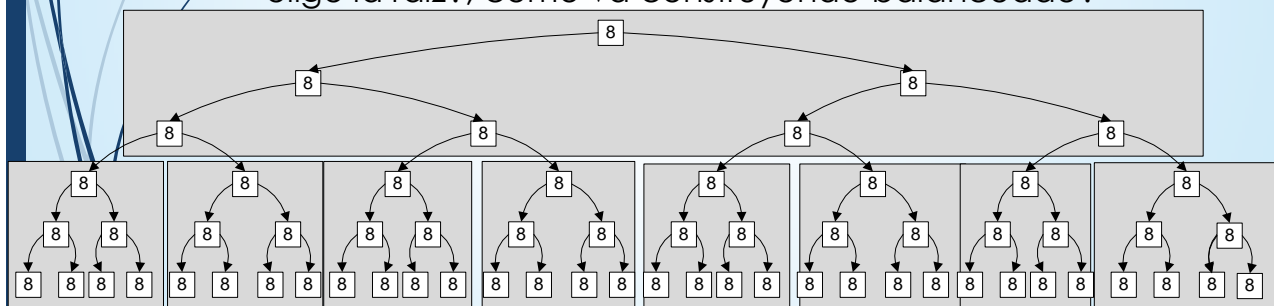 elige la raíz?, Cómo va construyendo balanceado?
8
8 8
8 8 8 8
8 8 8 8 8 8 8 8
8 8 8 8 8 8 8 8 8 8 8 8 8 8 8 8
8 8 8 8 8 8 8 8 8 8 8 8 8 8 8 8 8 8 8 8 8 8 8 8 8 8 8 8 8 8 8 8